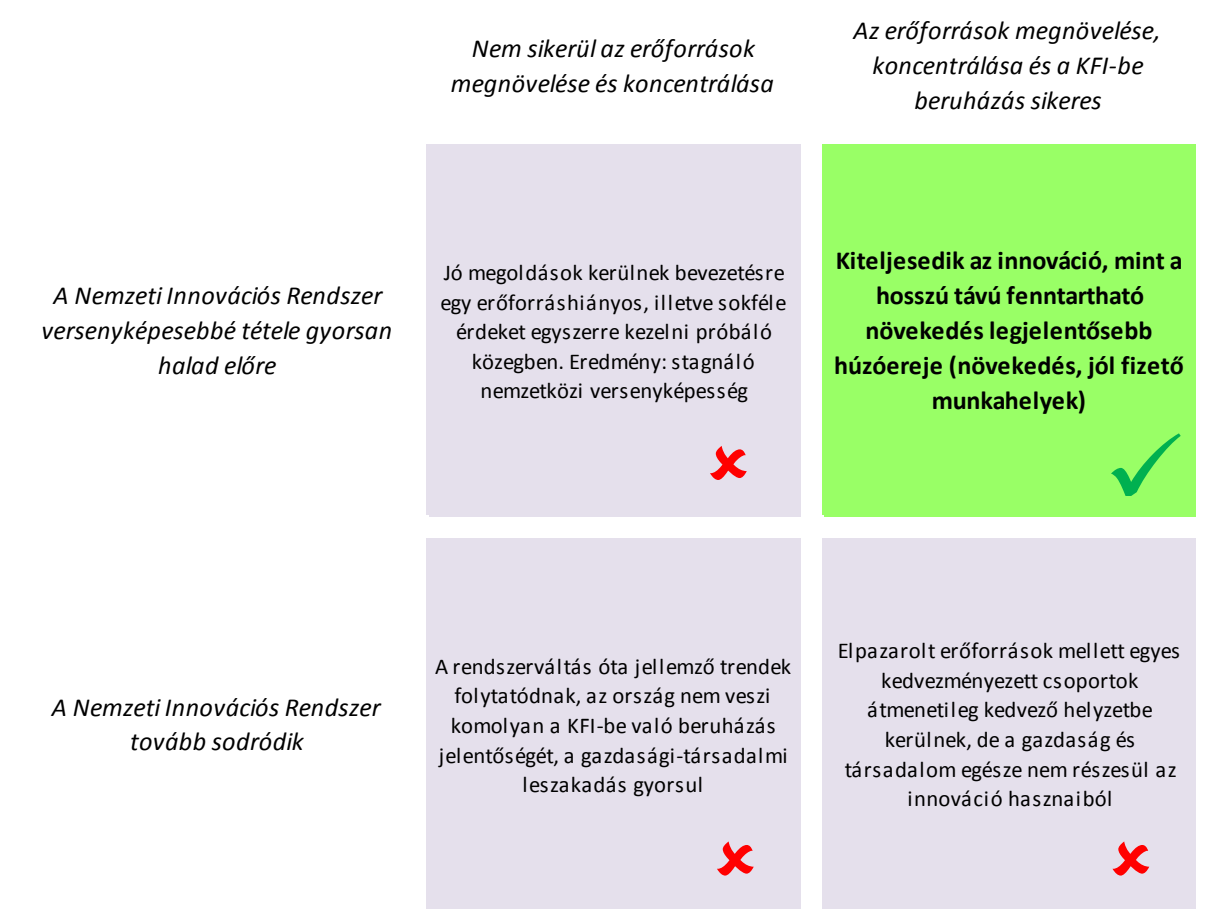 Nem sikerül az erőforrások
megnövelése és koncentrálása
Az erőforrások megnövelése,
koncentrálása és a KFI-be
beruházás sikeres
A Nemzeti Innovációs Rendszer
versenyképesebbé tétele gyorsan
halad előre
Jó megoldások kerülnek bevezetésre
egy erőforráshiányos, illetve sokféle
érdeket egyszerre kezelni próbáló
közegben. Eredmény: stagnáló
nemzetközi versenyképesség
Kiteljesedik az innováció, mint a
hosszú távú fenntartható
növekedés legjelentősebb
húzóereje (növekedés, jól fizető
munkahelyek)
A Nemzeti Innovációs Rendszer
tovább sodródik
A rendszerváltás óta jellemző trendek
folytatódnak, az ország nem veszi
komolyan a KFI-be való beruházás
jelentőségét, a gazdasági-társadalmi
leszakadás gyorsul
Elpazarolt erőforrások mellett egyes
kedvezményezett csoportok
átmenetileg kedvező helyzetbe
kerülnek, de a gazdaság és
társadalom egésze nem részesül az
innováció hasznaiból